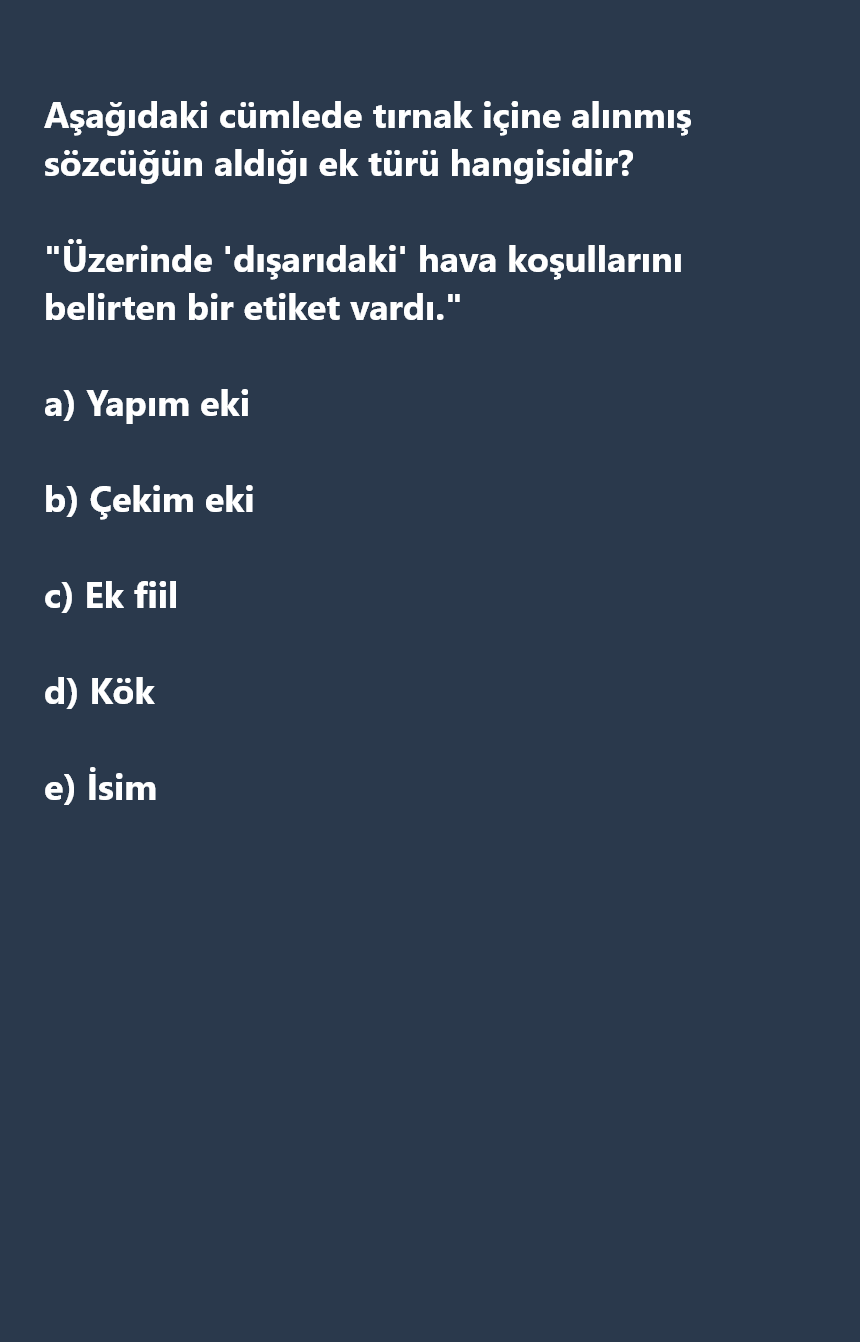 Aşağıdaki cümlede tırnak içine alınmış
sözcüğün aldığı ek türü hangisidir?
"Üzerinde 'dışarıdaki' hava koşullarını
belirten bir etiket vardı."
a) Yapım eki
b) Çekim eki
c) Ek fiil
d) Kök
e) İsim